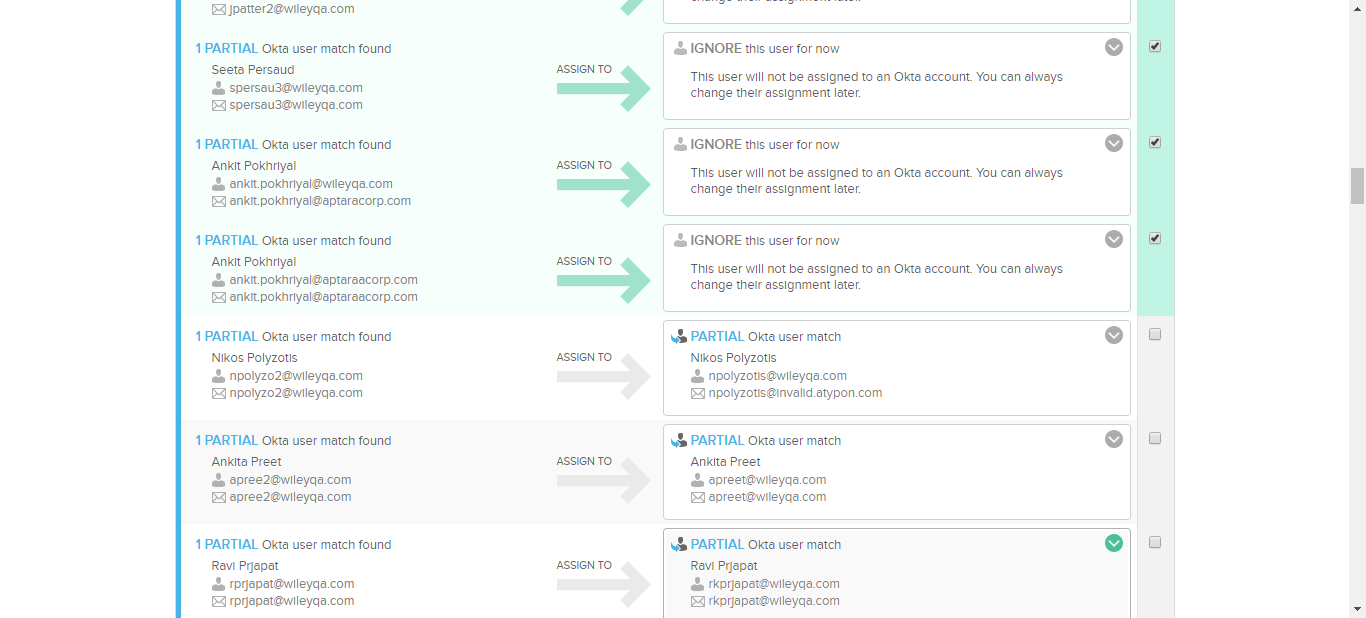 jpatter2@wileyqa.com
change their assignment later.
1 PARTIAL Okta user match found
Seeta Persaud
spersau3@wileyqa.com
spersau3@wileyqa.com
ASSIGN TO
IGNORE this user for now
This user will not be assigned to an Okta account. You can always
change their assignment later.
1 PARTIAL Okta user match found
Ankit Pokhriyal
ankit.pokhriyal@wileyqa.com
ankit.pokhriyal@aptaracorp.com
ASSIGN TO
IGNORE this user for now
This user will not be assigned to an Okta account. You can always
change their assignment later.
1 PARTIAL Okta user match found
Ankit Pokhriyal
ankit.pokhriyal@aptaraacorp.com
ankit.pokhriyal@aptaraacorp.com
ASSIGN TO
IGNORE this user for now
This user will not be assigned to an Okta account. You can always
change their assignment later.
1 PARTIAL Okta user match found
Nikos Polyzotis
npolyzo2@wileyqa.com
npolyzo2@wileyqa.com
ASSIGN TO
PARTIAL Okta user match
Nikos Polyzotis
npolyzotis@wileyqa.com
npolyzotis@invalid.atypon.com
1 PARTIAL Okta user match found
Ankita Preet
apree2@wileyqa.com
apree2@wileyqa.com
ASSIGN TO
PARTIAL Okta user match
Ankita Preet
apreet@wileyqa.com
apreet@wileyqa.com
1 PARTIAL Okta user match found
Ravi Prjapat
rprjapat@wileyqa.com
rprjapat@wileyqa.com
ASSIGN TO
PARTIAL Okta user match
Ravi Prjapat
rkprjapat@wileyqa.com
rkprjapat@wileyqa.com